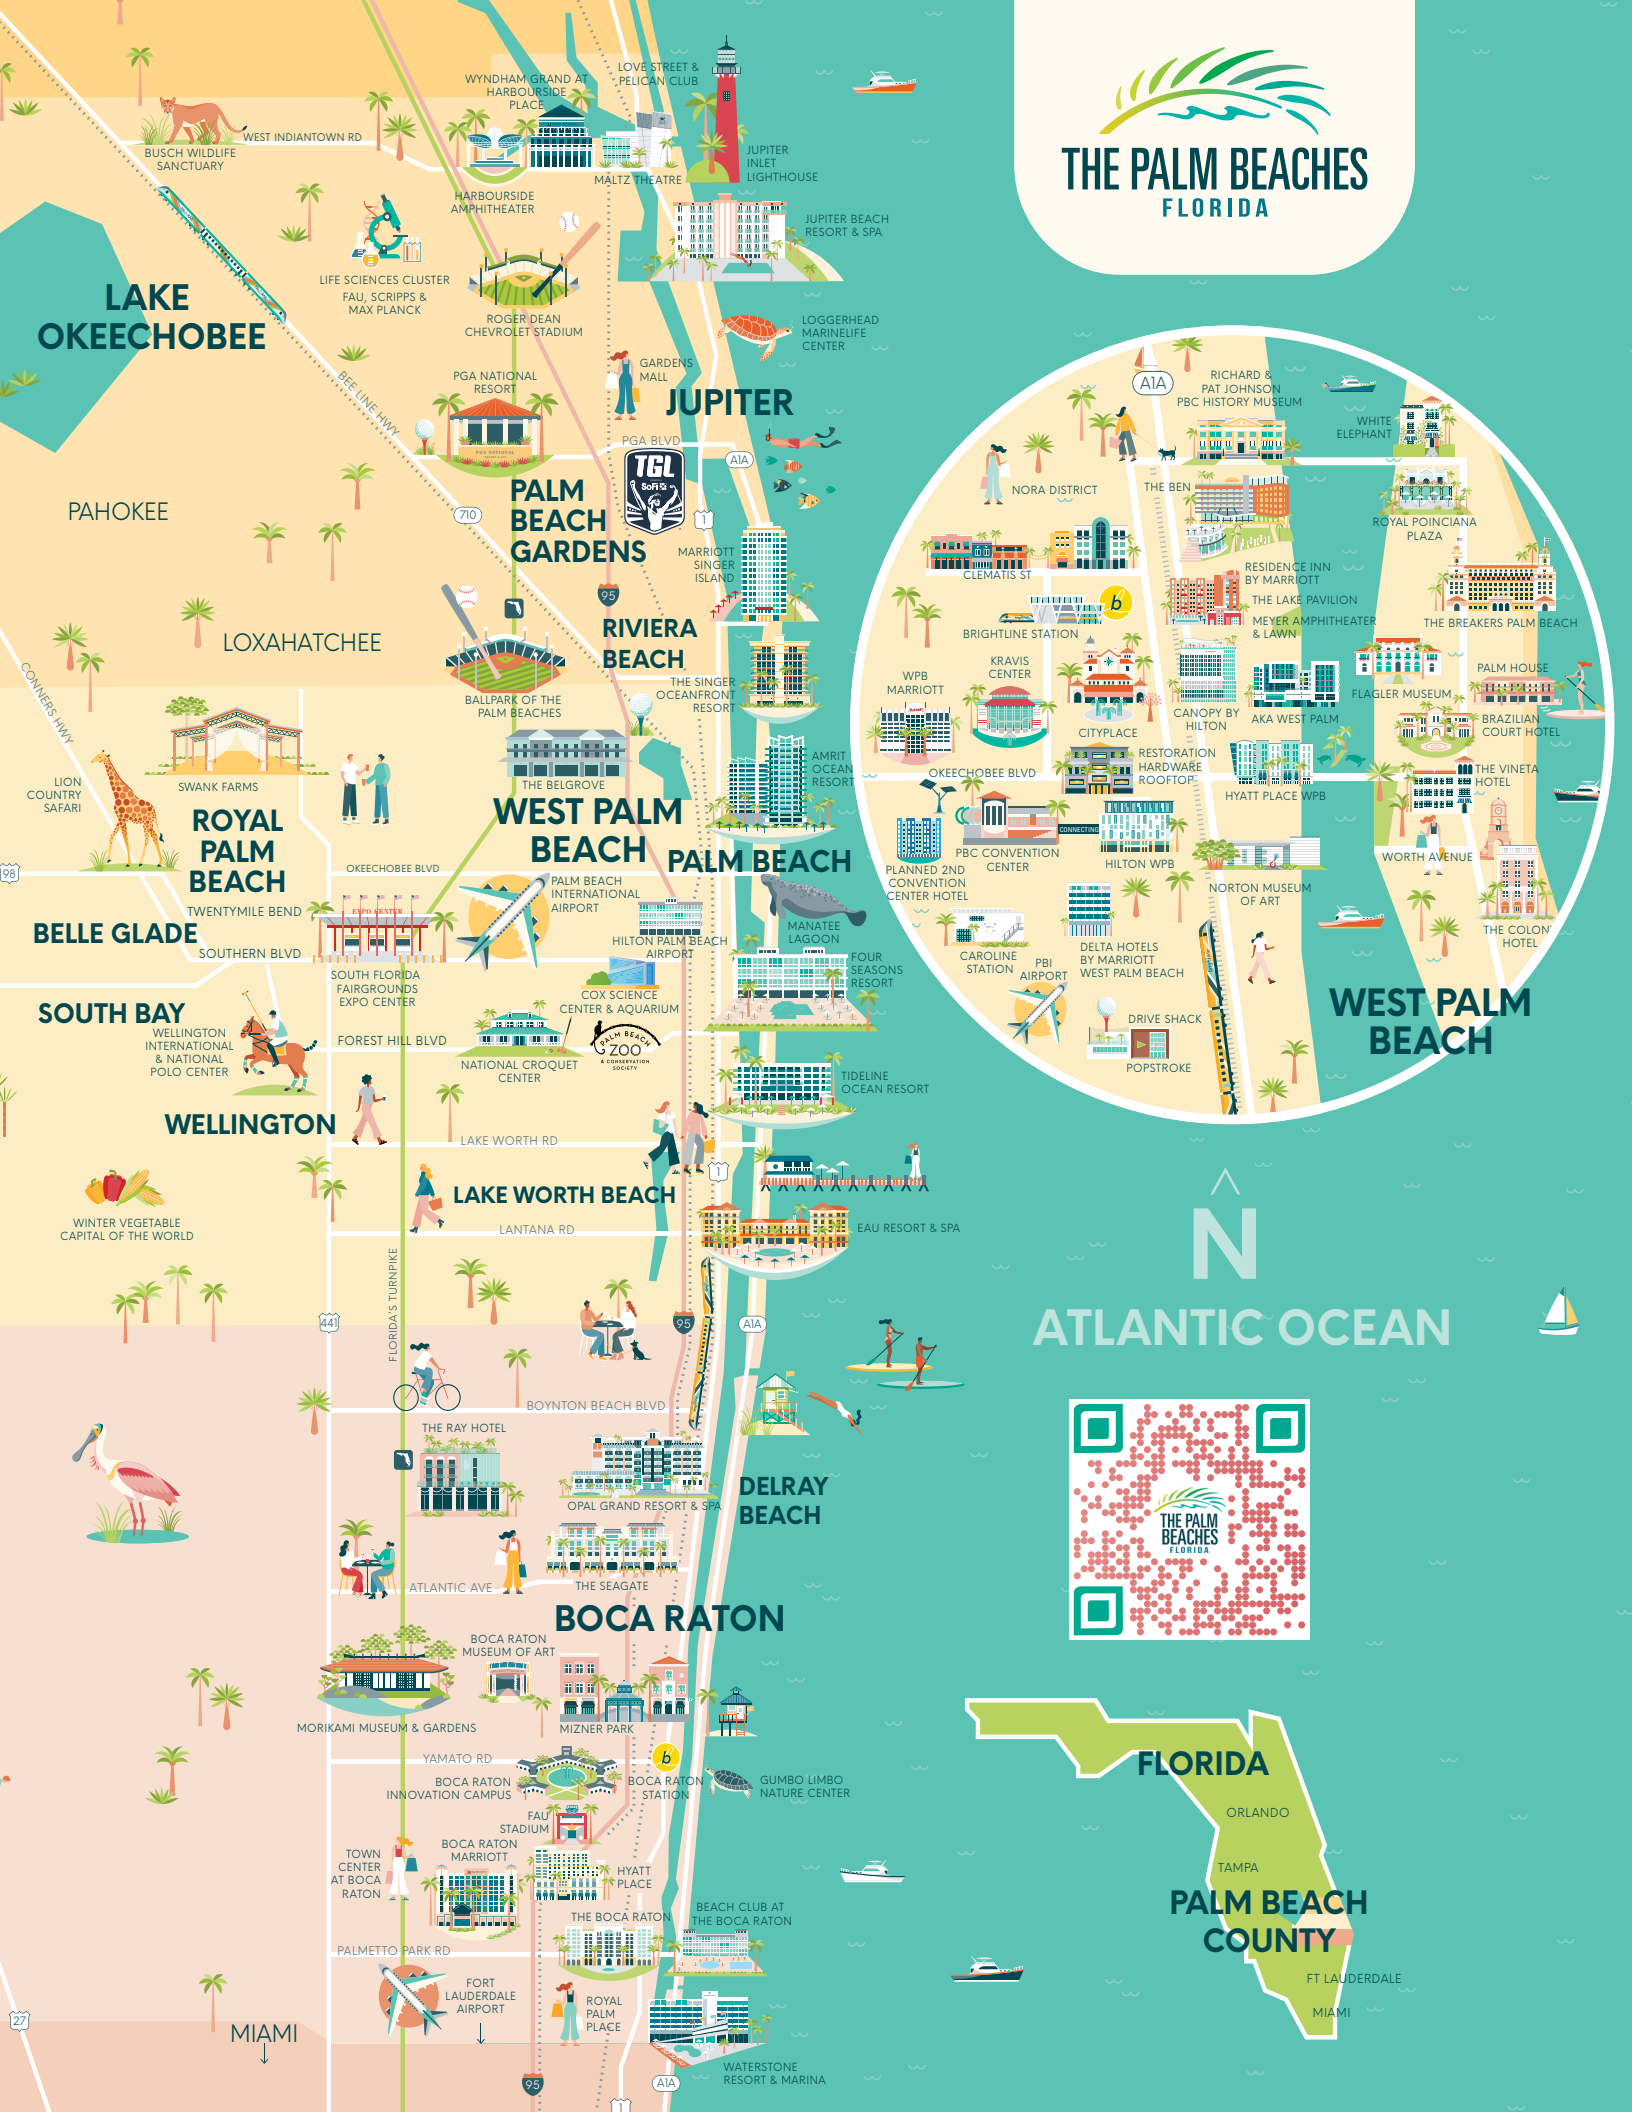 THE PALM BEACHES
FLORIDA
WYNDHAM GRAND AT
HARBOURSIDE
PLACE
LOVE STREET &
PELICAN CLUB
WEST INDIANTOWN RD
BUSCH WILDLIFE
SANCTUARY
MALTZ THEATRE
JUPITER
INLET
LIGHTHOUSE
HARBOURSIDE
AMPHITHEATER
JUPITER BEACH
RESORT & SPA
LIFE SCIENCES CLUSTER
FAU, SCRIPPS &
MAX PLANCK
LAKE
OKEECHOBEE
ROGER DEAN
CHEVROLET STADIUM
LOGGERHEAD
MARINELIFE
CENTER
GARDENS
MALL
BEE LINE HWY
PGA NATIONAL
RESORT
PGA NATIONAL
JUPITER
PGA BLVD
A1A
TGL
SoFi
PAHOKEE
710
PALM
BEACH
GARDENS
1
MARRIOTT
SINGER
ISLAND
95
LOXAHATCHEE
RIVIERA
BEACH
CONNERS HWY
BALLPARK OF THE
PALM BEACHES
THE SINGER
OCEANFRONT
RESORT
LION
COUNTRY
SAFARI
SWANK FARMS
THE BELGROVE
AMRIT
OCEAN
RESORT
ROYAL
PALM
BEACH
WEST PALM
BEACH
PALM BEACH
98
OKEECHOBEE BLVD
TWENTYMILE BEND
EXPO CENTER
PALM BEACH
INTERNATIONAL
AIRPORT
BELLE GLADE
SOUTHERN BLVD
HILTON PALM BEACH
AIRPORT
MANATEE
LAGOON
SOUTH FLORIDA
FAIRGROUNDS
EXPO CENTER
FOUR
SEASONS
RESORT
SOUTH BAY
COX SCIENCE
CENTER & AQUARIUM
WELLINGTON
INTERNATIONAL
& NATIONAL
POLO CENTER
FOREST HILL BLVD
NATIONAL CROQUET
CENTER
PALM BEACH
ZOO
& CONSERVATION
SOCIETY
TIDELINE
OCEAN RESORT
WELLINGTON
LAKE WORTH RD
1
LAKE WORTH BEACH
WINTER VEGETABLE
CAPITAL OF THE WORLD
LANTANA RD
EAU RESORT & SPA
FLORIDA'S TURNPIKE
441
95
A1A
BOYNTON BEACH BLVD
THE RAY HOTEL
OPAL GRAND RESORT & SPA
DELRAY
BEACH
THE SEAGATE
ATLANTIC AVE
BOCA RATON
BOCA RATON
MUSEUM OF ART
MORIKAMI MUSEUM & GARDENS
MIZNER PARK
YAMATO RD
b
BOCA RATON
INNOVATION CAMPUS
BOCA RATON
STATION
GUMBO LIMBO
NATURE CENTER
FAU
STADIUM
TOWN
CENTER
AT BOCA
RATON
BOCA RATON
MARRIOTT
HYATT
PLACE
THE BOCA RATON
BEACH CLUB AT
THE BOCA RATON
PALMETTO PARK RD
FORT
LAUDERDALE
AIRPORT
ROYAL
PALM
PLACE
27
MIAMI
WATERSTONE
RESORT & MARINA
95
A1A
1
A1A
RICHARD &
PAT JOHNSON
PBC HISTORY MUSEUM
WHITE
ELEPHANT
NORA DISTRICT
THE BEN
ROYAL POINCIANA
PLAZA
CLEMATIS ST
RESIDENCE INN
BY MARRIOTT
THE LAKE PAVILION
MEYER AMPHITHEATER
& LAWN
THE BREAKERS PALM BEACH
b
BRIGHTLINE STATION
KRAVIS
CENTER
WPB
MARRIOTT
PALM HOUSE
FLAGLER MUSEUM
CANOPY BY
HILTON
AKA WEST PALM
CITYPLACE
BRAZILIAN
COURT HOTEL
RESTORATION
HARDWARE
ROOFTOP
OKEECHOBEE BLVD
THE VINETA
HOTEL
HYATT PLACE WPB
CONNECTING
PBC CONVENTION
CENTER
HILTON WPB
WORTH AVENUE
PLANNED 2ND
CONVENTION
CENTER HOTEL
NORTON MUSEUM
OF ART
THE COLONY
HOTEL
CAROLINE
STATION
DELTA HOTELS
BY MARRIOTT
WEST PALM BEACH
PBI
AIRPORT
DRIVE SHACK
POPSTROKE
WEST PALM
BEACH
N
ATLANTIC OCEAN
THE PALM
BEACHES
FLORIDA
FLORIDA
ORLANDO
TAMPA
PALM BEACH
COUNTY
FT LAUDERDALE
MIAMI